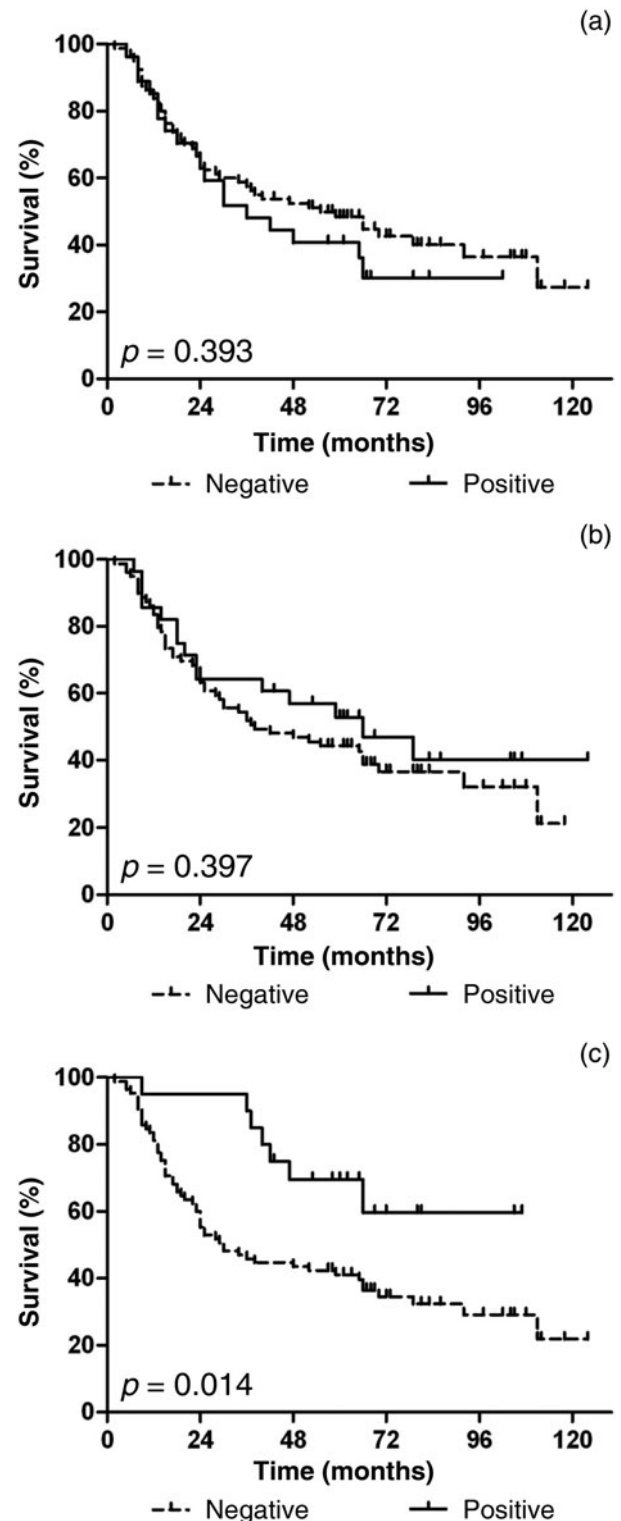 (a)
100
80
60
40
20
0
Survival (%)
p = 0.393
0 24 48 72 96 120
Time (months)
Negative Positive
(b)
100
80
60
40
20
0
Survival (%)
p = 0.397
0 24 48 72 96 120
Time (months)
Negative Positive
(c)
100
80
60
40
20
0
Survival (%)
p = 0.014
0 24 48 72 96 120
Time (months)
Negative Positive